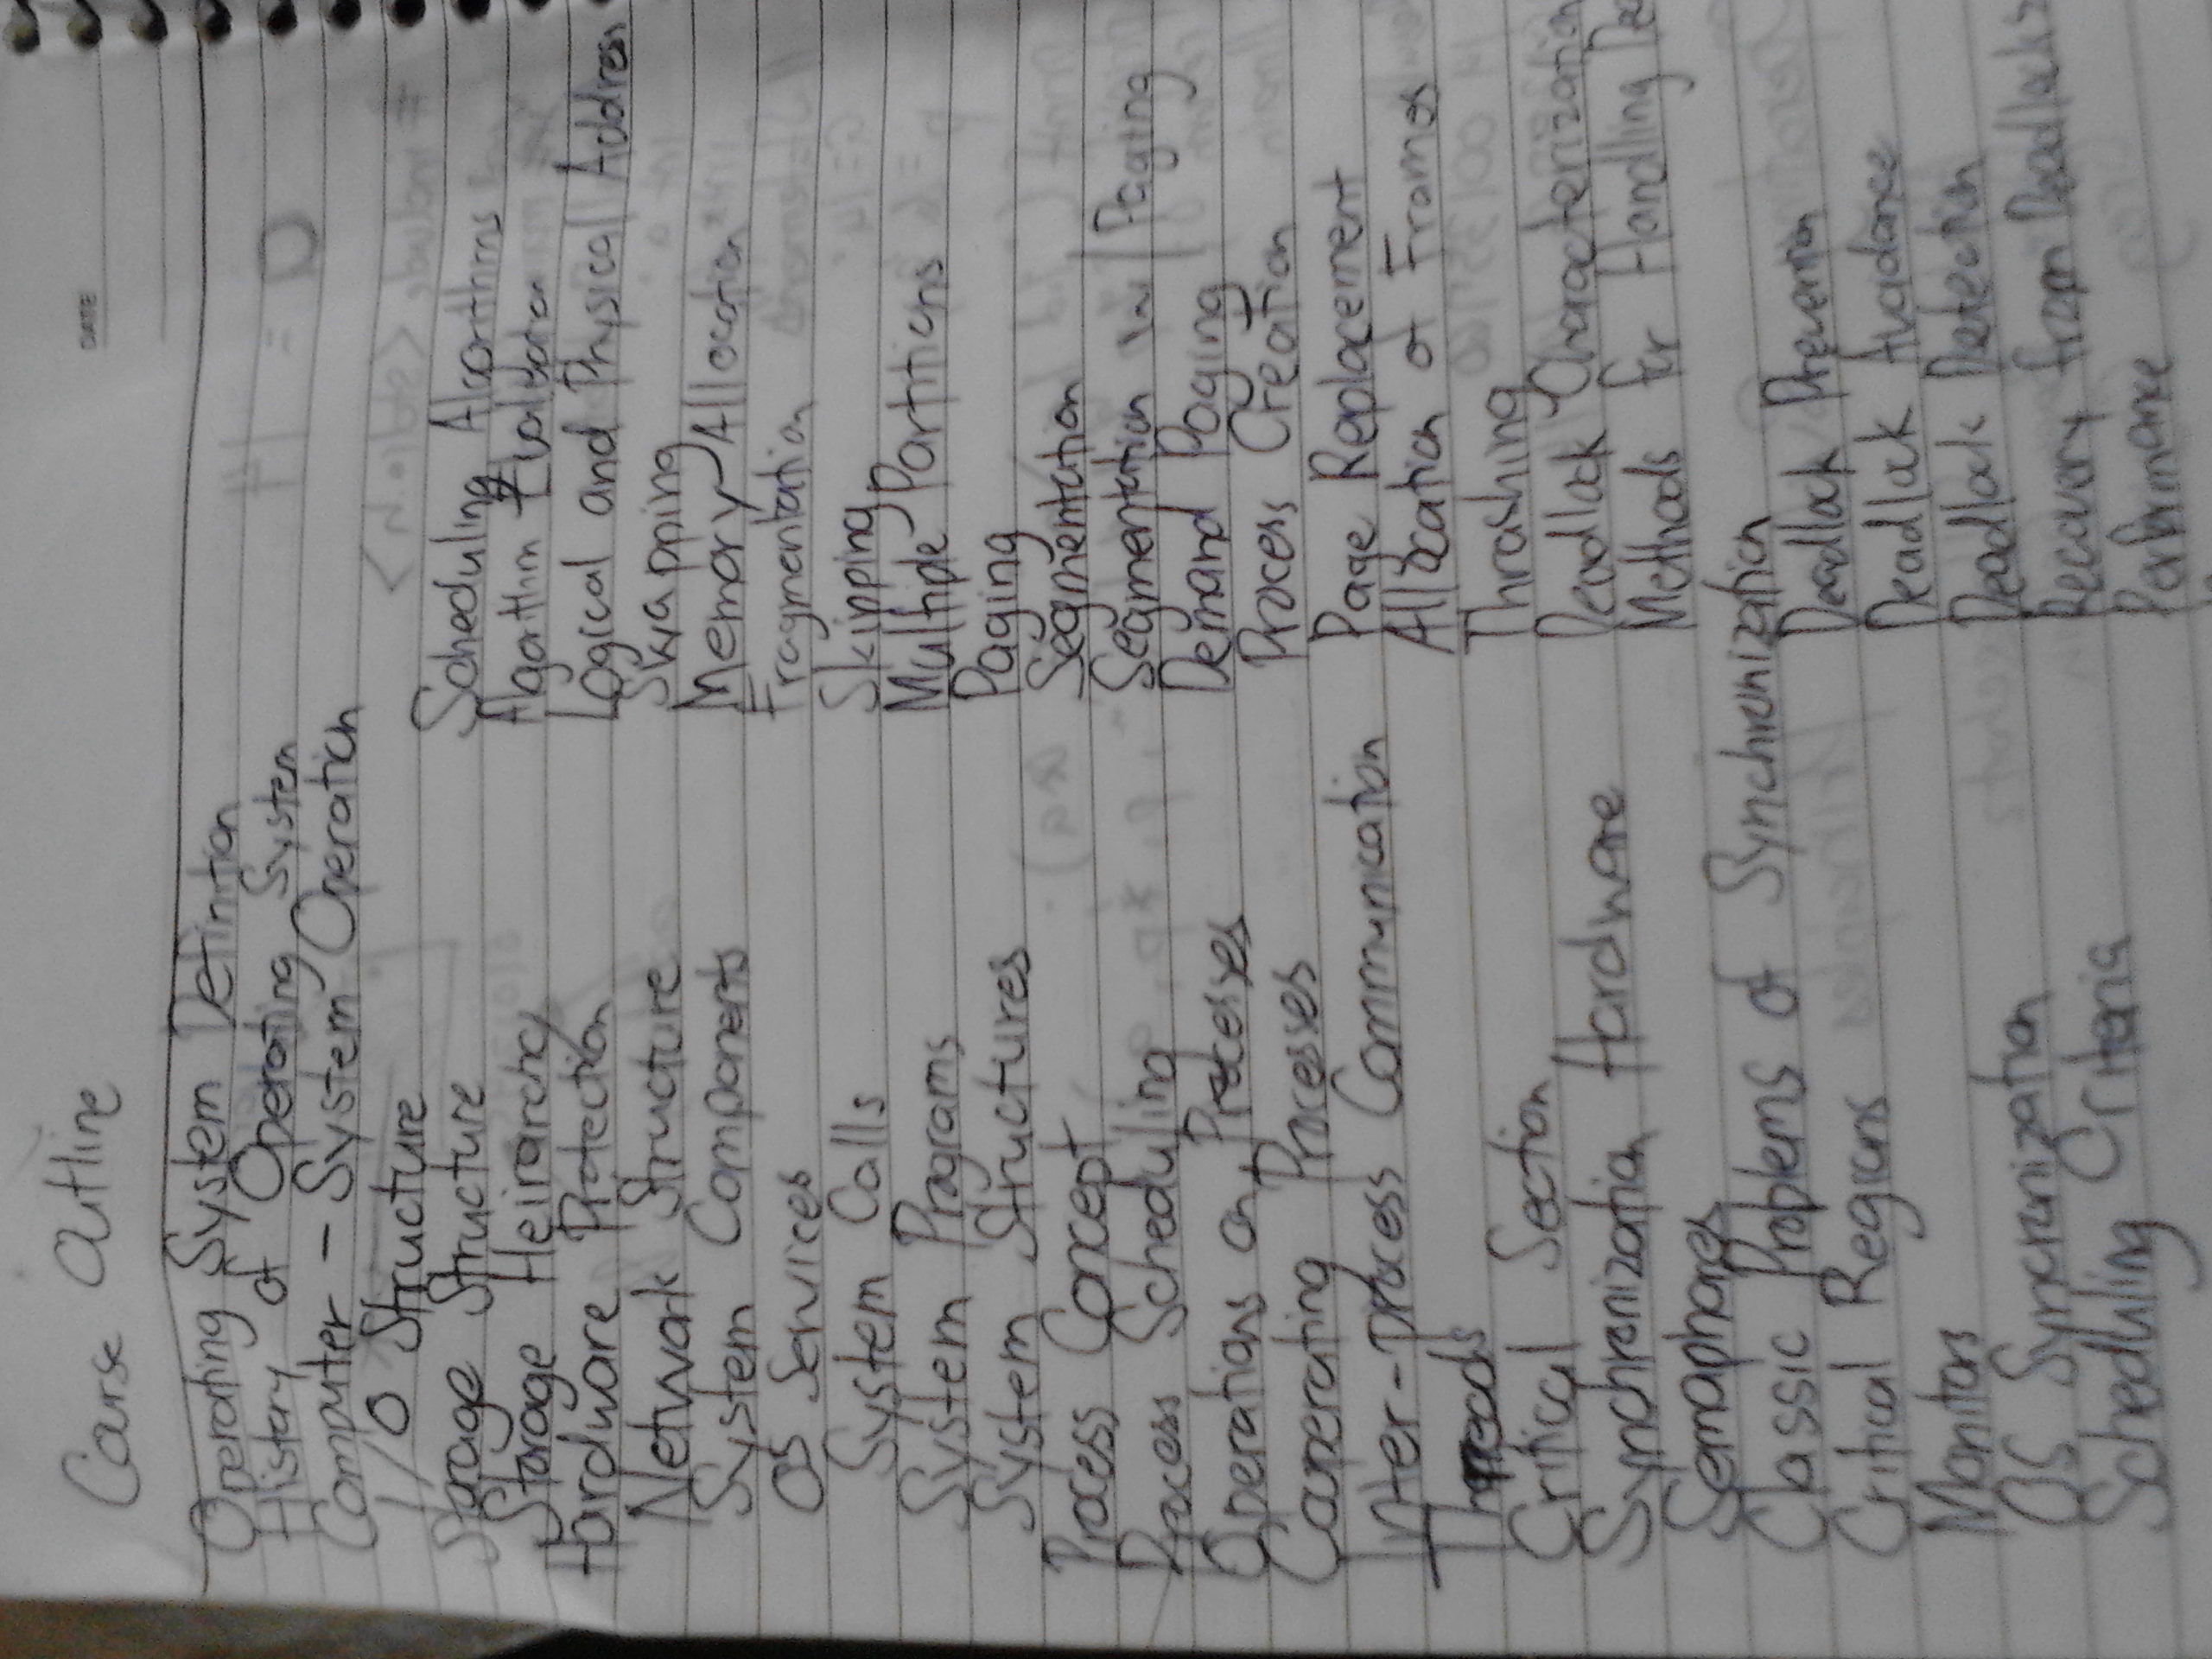 Course Outline
DATE
Operating System Definition
History of Operating System
Computer - System Operation
I/O Structure
Storage Structure
Storage Heirarchy
Hardware Protection
Network Structure
System Components
OS Services
System Calls
System Programs
System Structures
Process Concept
Process Scheduling
Operations on Processes
Cooperating Processes
Inter-process Communication
Threads
Critical Section
Synchronization Hardware
Semaphores
Classic Problems of Synchronization
Critical Regions
Monitors
OS Syncronization
Scheduling Criteria
Scheduling Algorithms
Algorithm Evaluation
Logical and Physical Address
Swapping
Memory Allocation
Fragmentation
Skipping
Multiple Partitions
Paging
Segmentation
Segmentation w/ Paging
Demand Paging
Process Creation
Page Replacement
Allocation of Frames
Thrashing
Deadlock Characterization
Methods for Handling
Deadlock Prevention
Deadlock Avoidance
Deadlock Detection
Recovery from Deadlocks
Performance